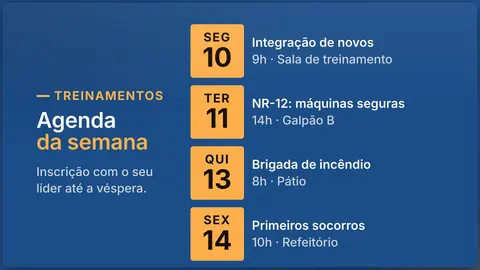 TREINAMENTOS
Agenda
da semana
Inscrição com o seu
líder até a véspera.
SEG
10
Integração de novos
9h · Sala de treinamento
TER
11
NR-12: máquinas seguras
14h · Galpão B
QUI
13
Brigada de incêndio
8h · Pátio
SEX
14
Primeiros socorros
10h · Refeitório